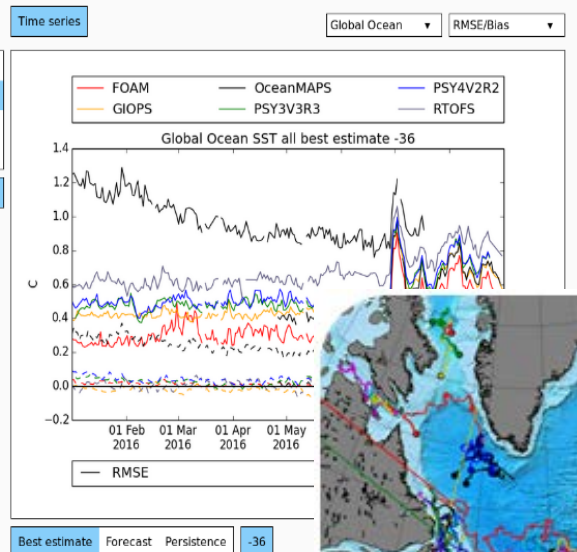 Time series
Global Ocean ▼ RMSE/Bias ▼
FOAM OceanMAPS PSY4V2R2
GIOPS PSY3V3R3 RTOFS
Global Ocean SST all best estimate -36
1.4
1.2
1.0
0.8
0.6
0.4
0.2
0.0
−0.2
C
01 Feb 01 Mar 01 Apr 01 May
2016 2016 2016 2016
RMSE
Best estimate Forecast Persistence -36